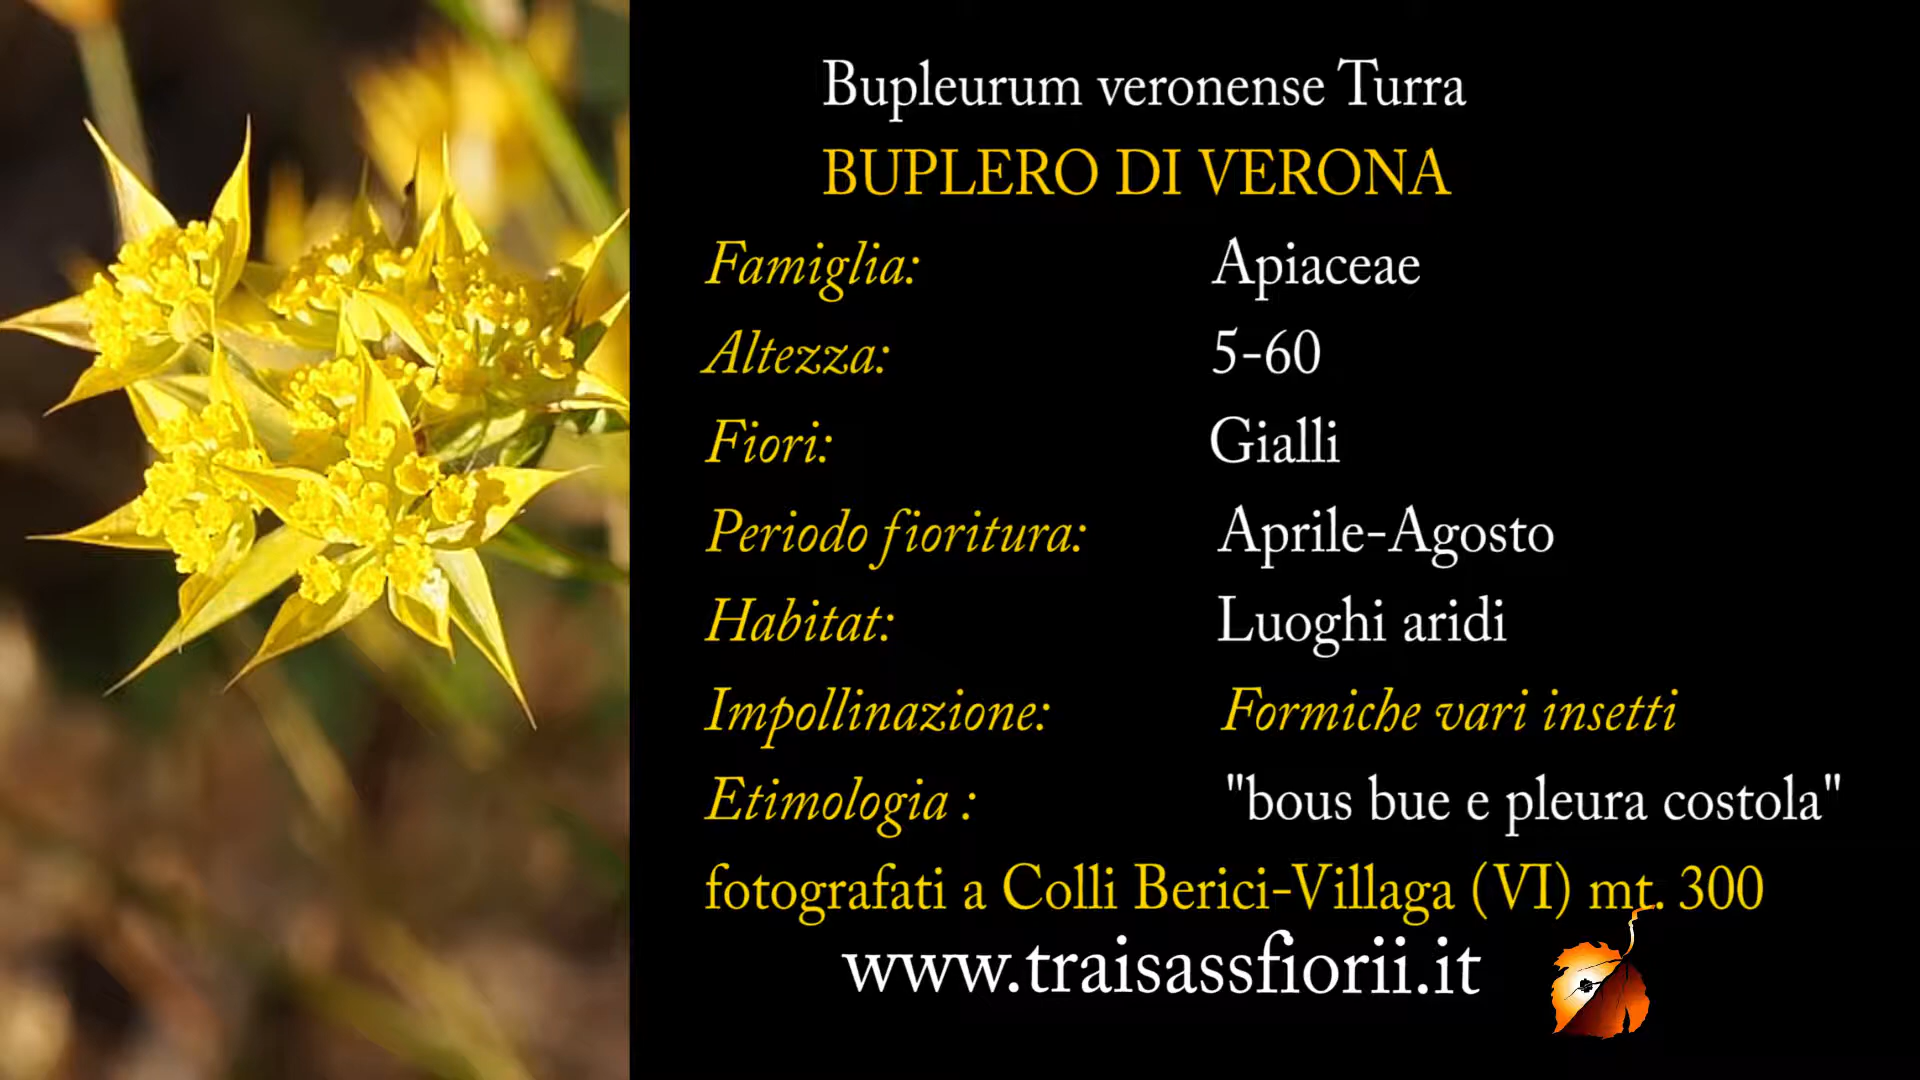 Bupleurum veronense Turra
BUPLERO DI VERONA
Famiglia: Apiaceae
Altezza: 5-60
Fiori: Gialli
Periodo fioritura: Aprile-Agosto
Habitat: Luoghi aridi
Impollinazione: Formiche vari insetti
Etimologia : "bous bue e pleura costola"
fotografati a Colli Berici-Villaga (VI) mt. 300
www.traisassfiorii.it